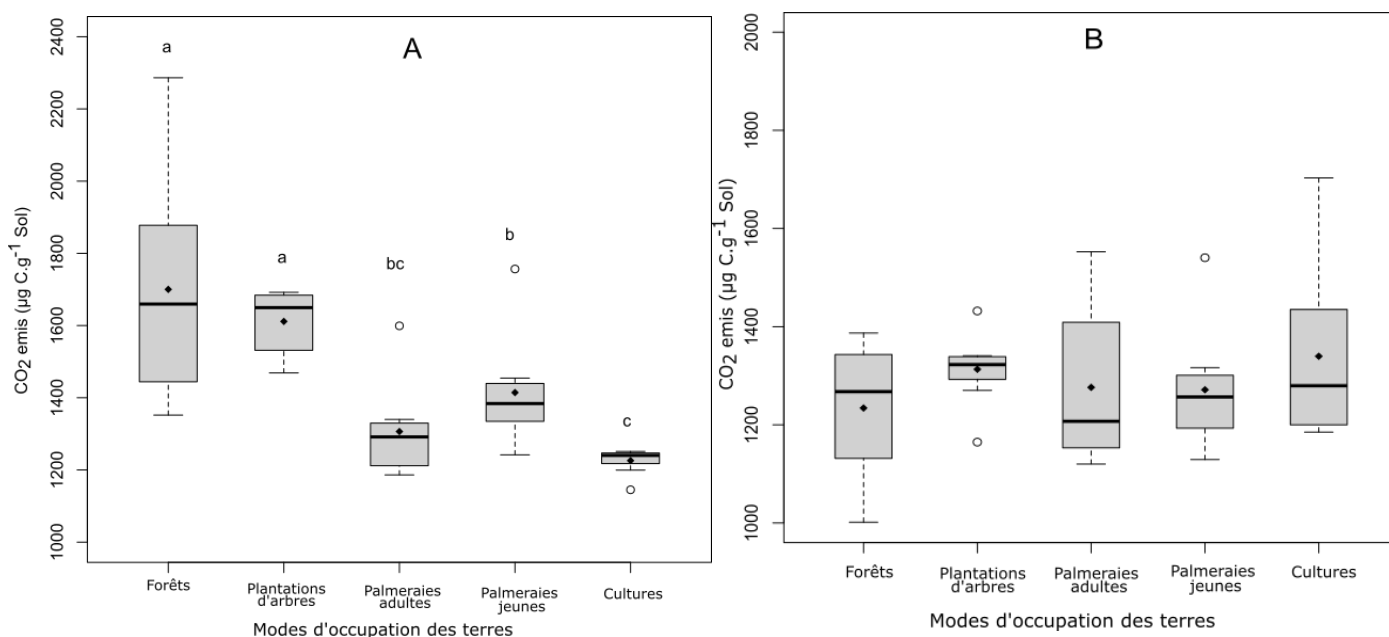 A
CO2 emis (µg C.g-1 Sol)
2400
2200
2000
1800
1600
1400
1200
1000
a
a
bc
b
c
Forêts
Plantations
d'arbres
Palmeraies
adultes
Palmeraies
jeunes
Cultures
Modes d'occupation des terres
B
CO2 emis (µg C.g-1 Sol)
2000
1800
1600
1400
1200
1000
Forêts
Plantations
d'arbres
Palmeraies
adultes
Palmeraies
jeunes
Cultures
Modes d'occupation des terres